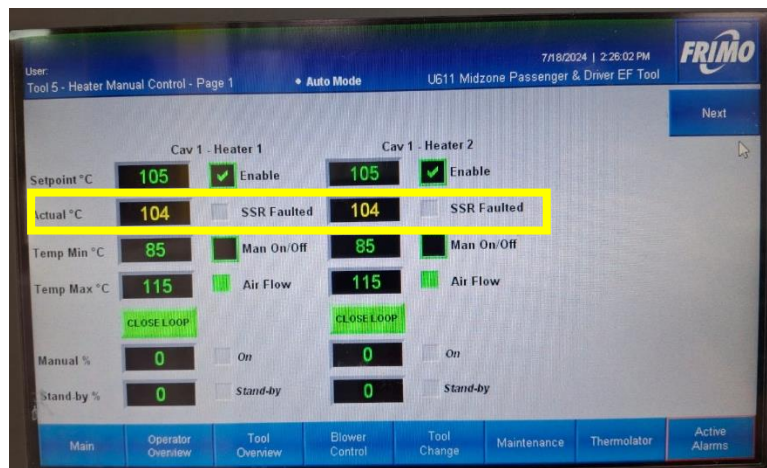 7/18/2024 | 2:26:02 PM
FRIMO
User:
Tool 5 - Heater Manual Control - Page 1
Auto Mode
U611 Midzone Passenger & Driver EF Tool
Next
Cav 1 - Heater 1
Cav 1 - Heater 2
Setpoint °C 105 Enable 105 Enable
Actual °C 104 SSR Faulted 104 SSR Faulted
Temp Min °C 85 Man On/Off 85 Man On/Off
Temp Max °C 115 Air Flow 115 Air Flow
CLOSE LOOP CLOSE LOOP
Manual % 0 On 0 On
Stand-by % 0 Stand-by 0 Stand-by
Main
Operator
Overview
Tool
Overview
Blower
Control
Tool
Change
Maintenance
Thermolator
Active
Alarms